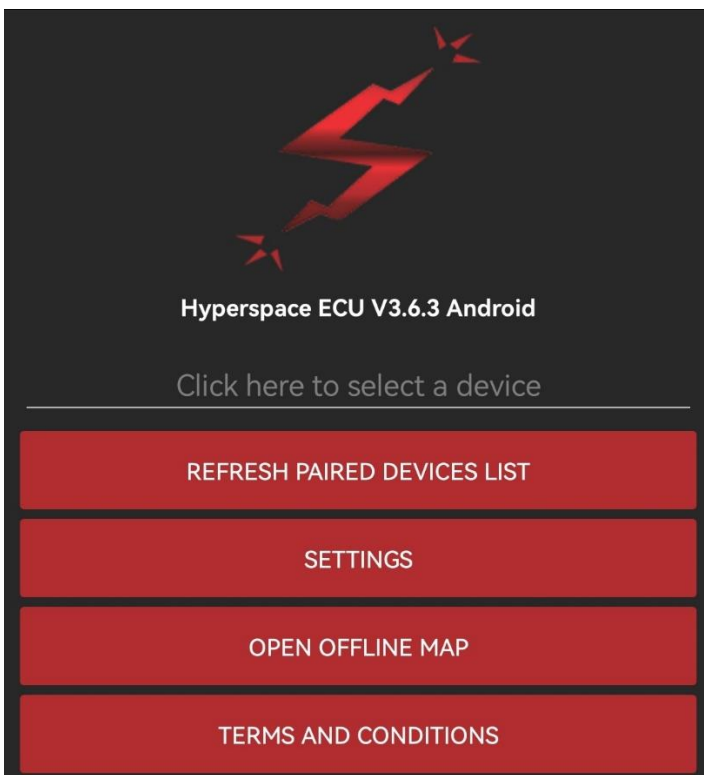 Hyperspace ECU V3.6.3 Android
Click here to select a device
REFRESH PAIRED DEVICES LIST
SETTINGS
OPEN OFFLINE MAP
TERMS AND CONDITIONS